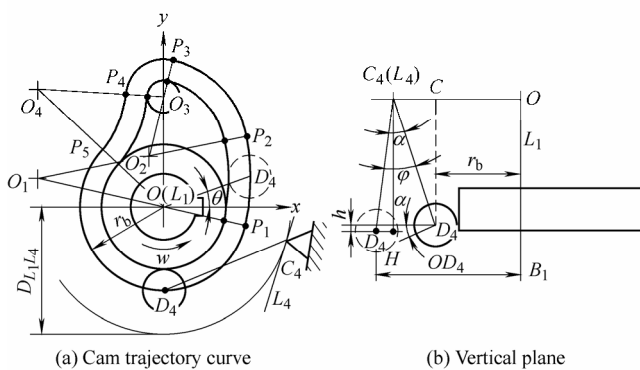 y
P3
P4
O4
O3
P5
P2
O2
O1
D4
O(L1)
θ
x
rb
P1
w
DL1L4
C4
D4
L4
(a) Cam trajectory curve
C4(L4)
C
O
α
L1
φ
rb
α
h
D4
D4
H
OD4
B1
(b) Vertical plane